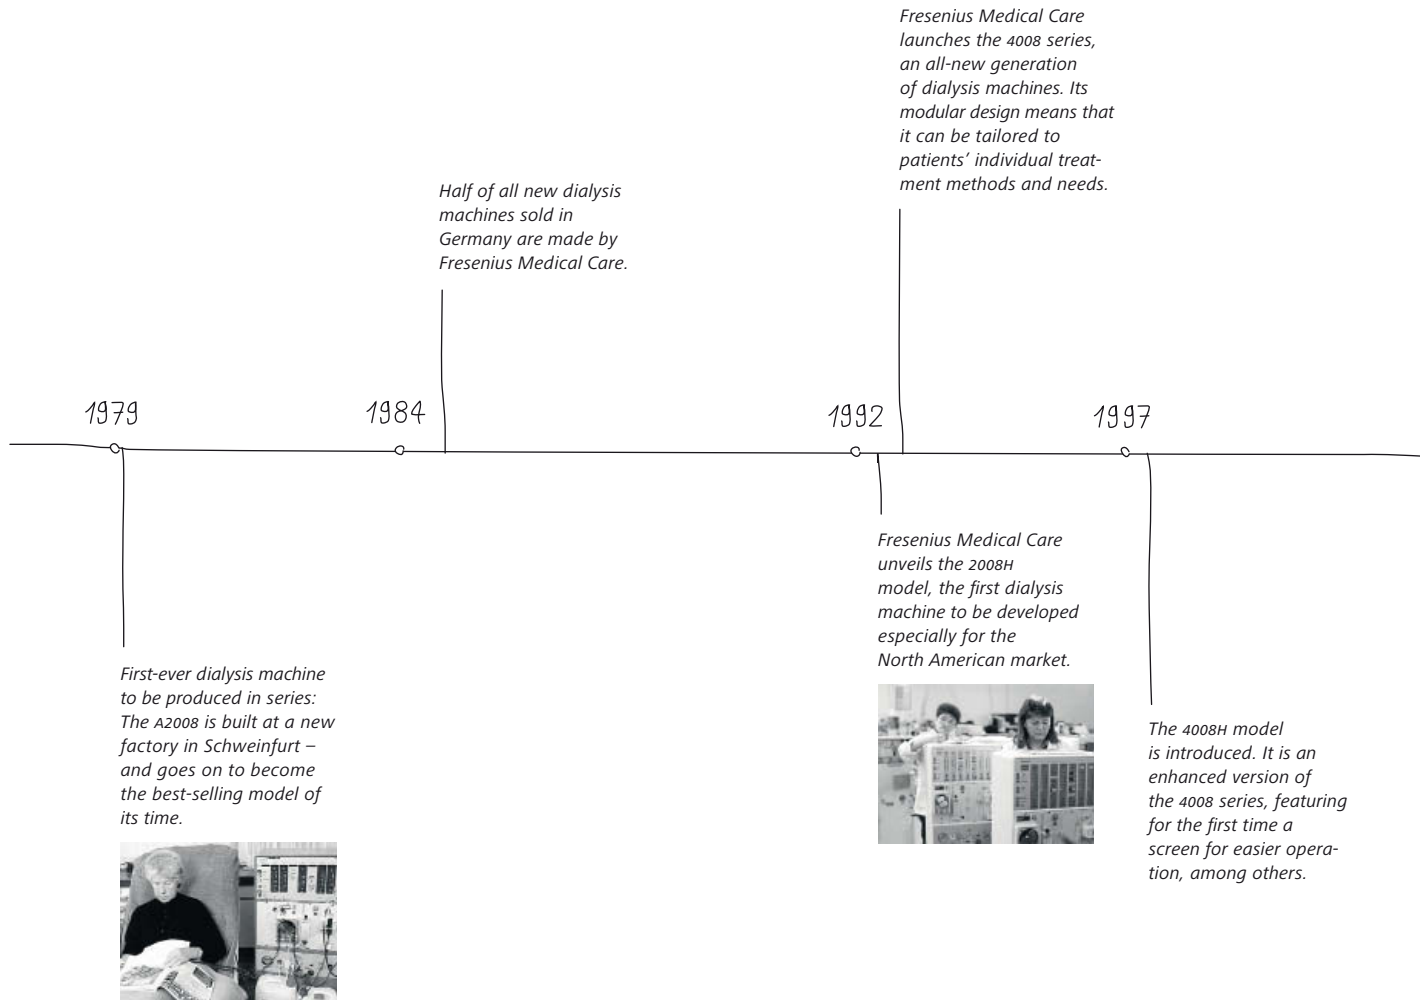 Fresenius Medical Care
launches the 4008 series,
an all-new generation
of dialysis machines. Its
modular design means that
it can be tailored to
patients’ individual treat-
ment methods and needs.
Half of all new dialysis
machines sold in
Germany are made by
Fresenius Medical Care.
1979
1984
1992
1997
Fresenius Medical Care
unveils the 2008H
model, the first dialysis
machine to be developed
especially for the
North American market.
First-ever dialysis machine
to be produced in series:
The A2008 is built at a new
factory in Schweinfurt –
and goes on to become
the best-selling model of
its time.
The 4008H model
is introduced. It is an
enhanced version of
the 4008 series, featuring
for the first time a
screen for easier opera-
tion, among others.